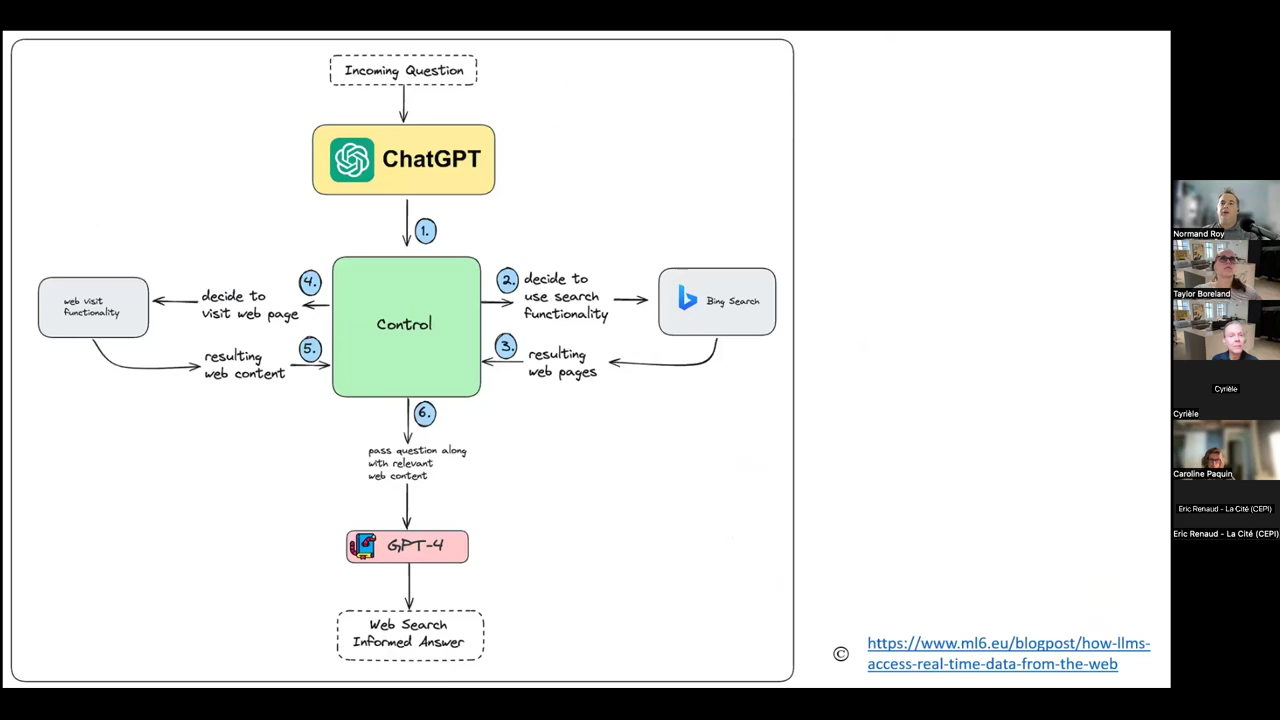 Incoming Question
ChatGPT
1.
4.
decide to
visit web page
web visit
functionality
5.
resulting
web content
Control
2.
decide to
use search
functionality
Bing Search
3.
resulting
web pages
6.
pass question along
with relevant
web content
GPT-4
Web Search
Informed Answer
©
https://www.ml6.eu/blogpost/how-llms-
access-real-time-data-from-the-web
Normand Roy
Taylor Boreland
Cyrièle
Cyrièle
Caroline Paquin
Eric Renaud - La Cité (CEPI)
Eric Renaud - La Cité (CEPI)